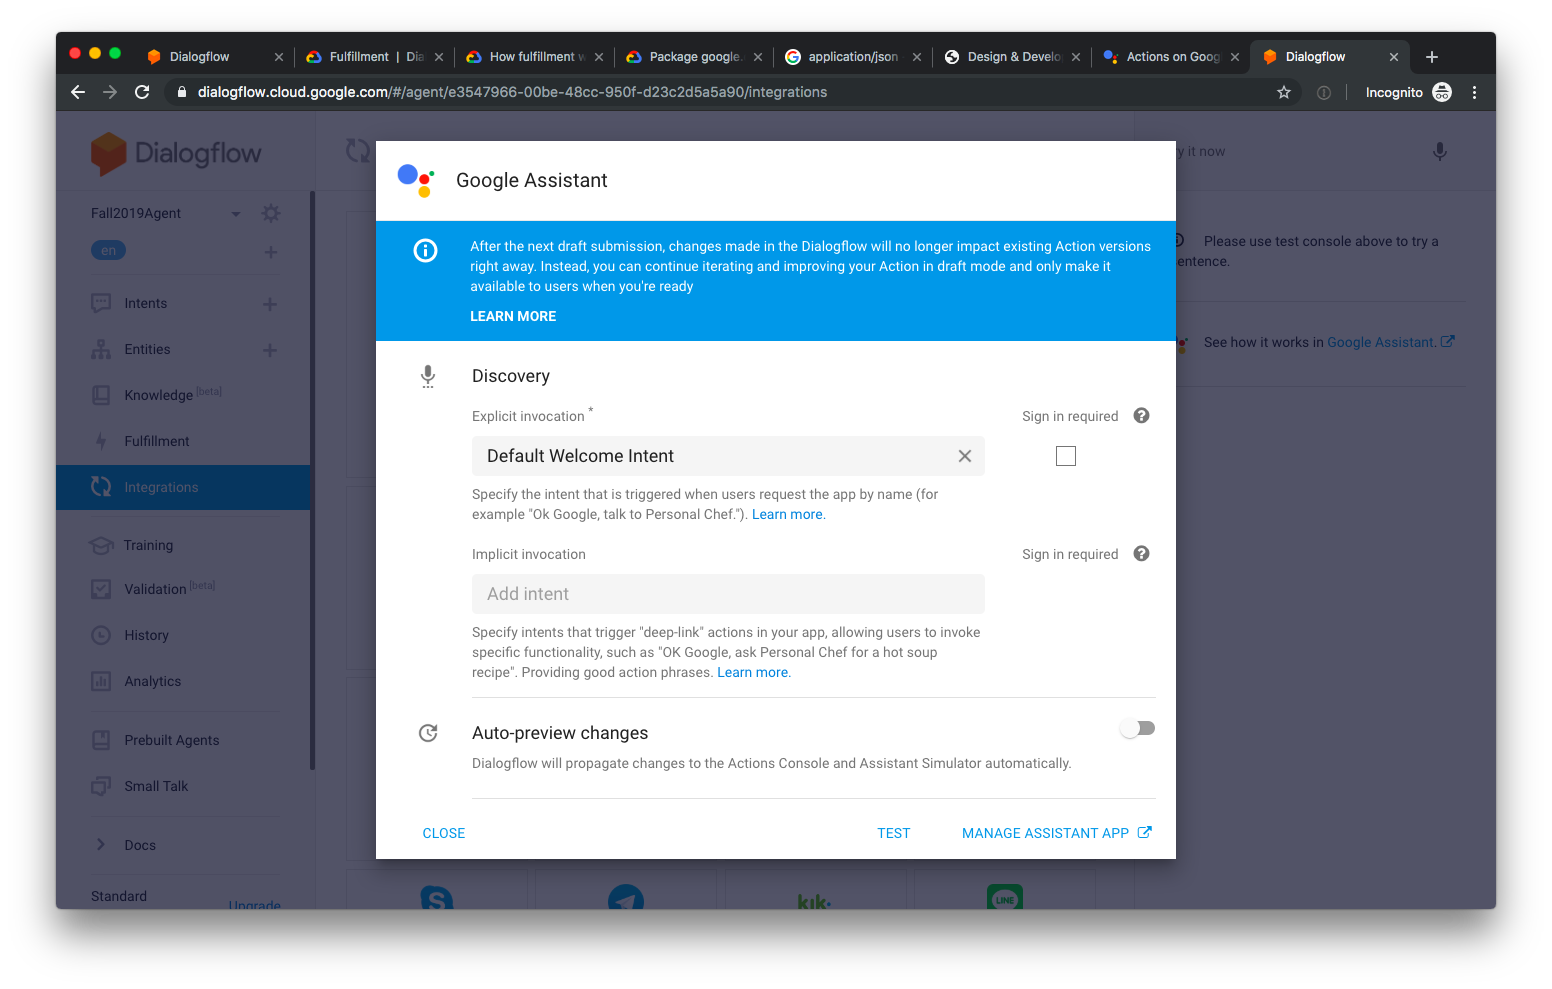 Dialogflow
Fulfillment | Dia
How fulfillment w
Package google.
application/json
Design & Develo
Actions on Goog
Dialogflow
dialogflow.cloud.google.com/#/agent/e3547966-00be-48cc-950f-d23c2d5a5a90/integrations
Incognito
Dialogflow
Fall2019Agent
en
Intents
Entities
Knowledge [beta]
Fulfillment
Integrations
Training
Validation [beta]
History
Analytics
Prebuilt Agents
Small Talk
Docs
Standard
Upgrade
Google Assistant
After the next draft submission, changes made in the Dialogflow will no longer impact existing Action versions
right away. Instead, you can continue iterating and improving your Action in draft mode and only make it
available to users when you're ready
LEARN MORE
Discovery
Explicit invocation *
Sign in required
Default Welcome Intent
Specify the intent that is triggered when users request the app by name (for
example "Ok Google, talk to Personal Chef."). Learn more.
Implicit invocation
Sign in required
Add intent
Specify intents that trigger "deep-link" actions in your app, allowing users to invoke
specific functionality, such as "OK Google, ask Personal Chef for a hot soup
recipe". Providing good action phrases. Learn more.
Auto-preview changes
Dialogflow will propagate changes to the Actions Console and Assistant Simulator automatically.
CLOSE
TEST
MANAGE ASSISTANT APP
y it now
Please use test console above to try a
entence.
See how it works in Google Assistant.
S
kik
LINE